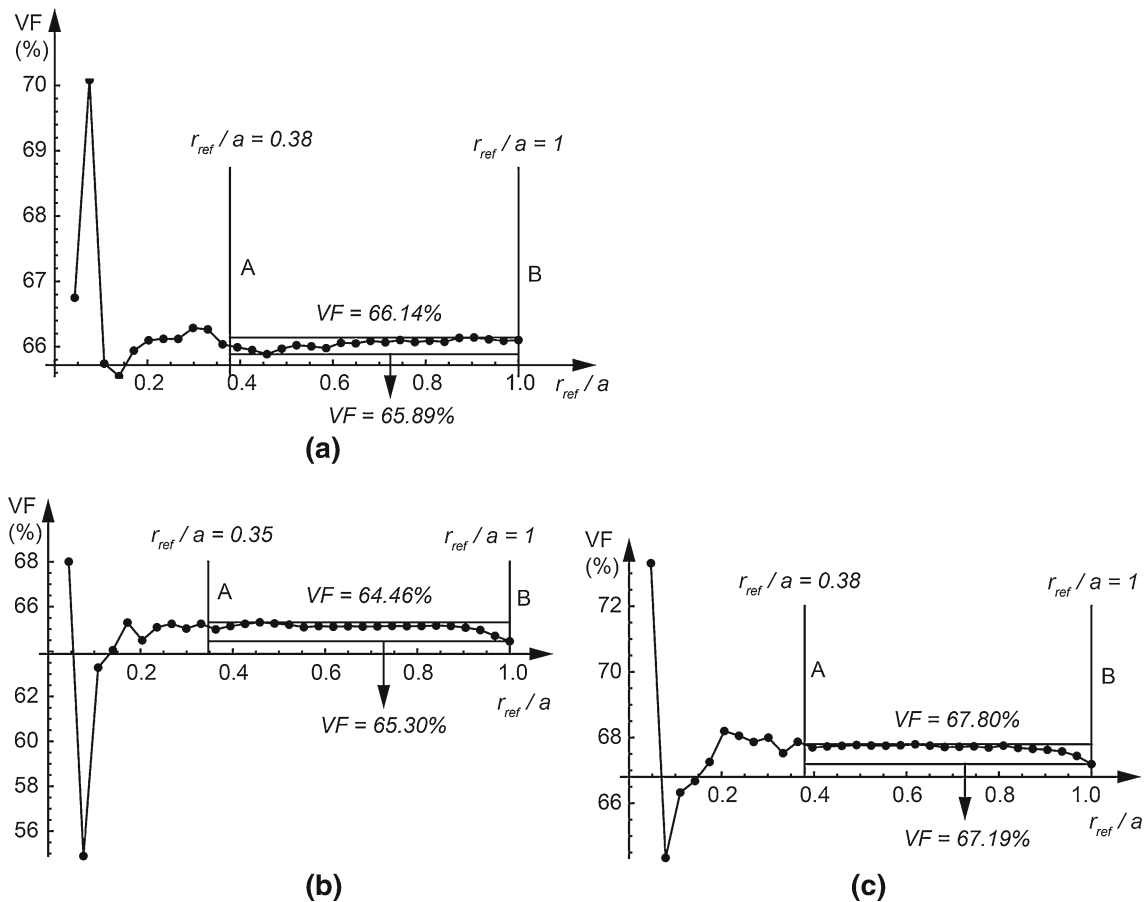 VF
(%)
70
69
68
67
66
r_ref / a = 0.38
r_ref / a = 1
A
B
VF = 66.14%
0.2
0.4
0.6
0.8
1.0
r_ref / a
VF = 65.89%
(a)
VF
(%)
68
66
62
60
58
56
r_ref / a = 0.35
r_ref / a = 1
A
B
VF = 64.46%
0.2
0.4
0.6
0.8
1.0
r_ref / a
VF = 65.30%
(b)
VF
(%)
72
70
68
66
r_ref / a = 0.38
r_ref / a = 1
A
B
VF = 67.80%
0.2
0.4
0.6
0.8
1.0
r_ref / a
VF = 67.19%
(c)